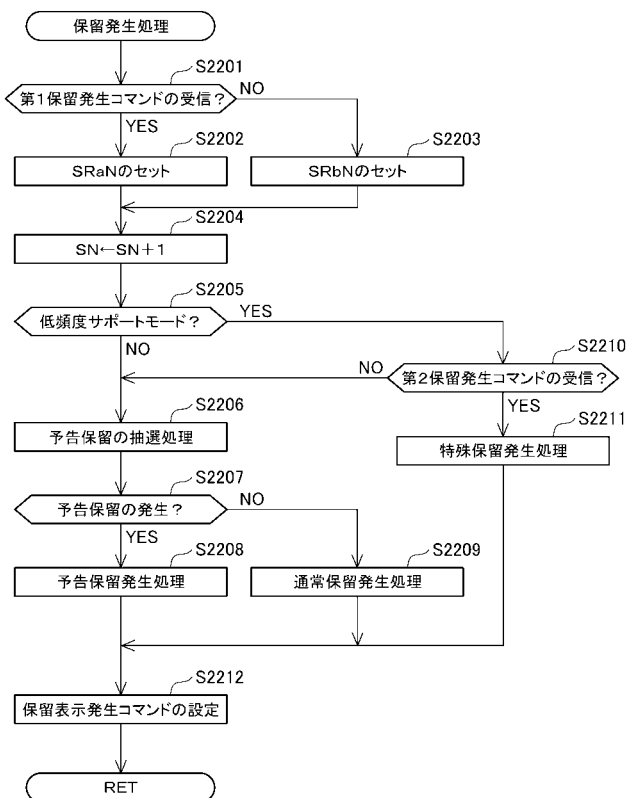 保留発生処理
S2201
第1保留発生コマンドの受信？
NO
YES
S2202
SRaNのセット
S2203
SRbNのセット
S2204
SN←SN＋1
S2205
低頻度サポートモード？
YES
NO
S2210
第2保留発生コマンドの受信？
NO
YES
S2206
予告保留の抽選処理
S2211
特殊保留発生処理
S2207
予告保留の発生？
NO
YES
S2208
予告保留発生処理
S2209
通常保留発生処理
S2212
保留表示発生コマンドの設定
RET